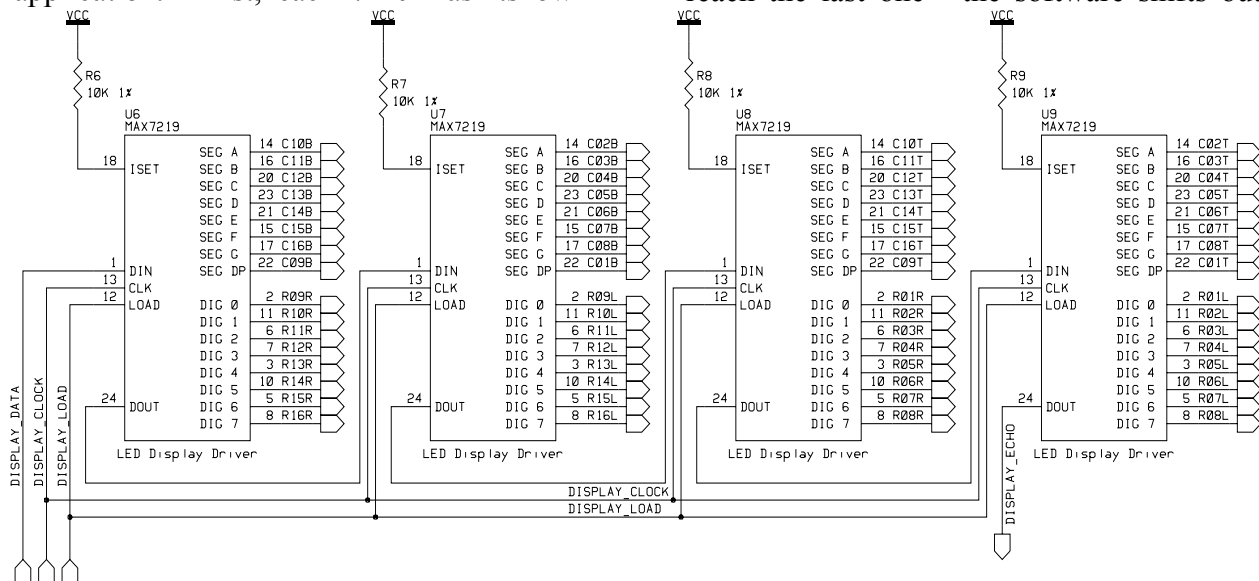 reach the last one the software shifts
VCC
R6
10K 1%
U6
MAX7219
18 ISET
1 DIN
13 CLK
12 LOAD
24 DOUT
SEG A 14 C10B
SEG B 16 C11B
SEG C 20 C12B
SEG D 23 C13B
SEG E 21 C14B
SEG F 15 C15B
SEG G 17 C16B
SEG DP 22 C09B
DIG 0 2 R09R
DIG 1 11 R10R
DIG 2 6 R11R
DIG 3 7 R12R
DIG 4 3 R13R
DIG 5 10 R14R
DIG 6 5 R15R
DIG 7 8 R16R
LED Display Driver
VCC
R7
10K 1%
U7
MAX7219
18 ISET
1 DIN
13 CLK
12 LOAD
24 DOUT
SEG A 14 C02B
SEG B 16 C03B
SEG C 20 C04B
SEG D 23 C05B
SEG E 21 C06B
SEG F 15 C07B
SEG G 17 C08B
SEG DP 22 C01B
DIG 0 2 R09L
DIG 1 11 R10L
DIG 2 6 R11L
DIG 3 7 R12L
DIG 4 3 R13L
DIG 5 10 R14L
DIG 6 5 R15L
DIG 7 8 R16L
LED Display Driver
VCC
R8
10K 1%
U8
MAX7219
18 ISET
1 DIN
13 CLK
12 LOAD
24 DOUT
SEG A 14 C10T
SEG B 16 C11T
SEG C 20 C12T
SEG D 23 C13T
SEG E 21 C14T
SEG F 15 C15T
SEG G 17 C16T
SEG DP 22 C09T
DIG 0 2 R01R
DIG 1 11 R02R
DIG 2 6 R03R
DIG 3 7 R04R
DIG 4 3 R05R
DIG 5 10 R06R
DIG 6 5 R07R
DIG 7 8 R08R
LED Display Driver
VCC
R9
10K 1%
U9
MAX7219
18 ISET
1 DIN
13 CLK
12 LOAD
24 DOUT
SEG A 14 C02T
SEG B 16 C03T
SEG C 20 C04T
SEG D 23 C05T
SEG E 21 C06T
SEG F 15 C07T
SEG G 17 C08T
SEG DP 22 C01T
DIG 0 2 R01L
DIG 1 11 R02L
DIG 2 6 R03L
DIG 3 7 R04L
DIG 4 3 R05L
DIG 5 10 R06L
DIG 6 5 R07L
DIG 7 8 R08L
LED Display Driver
DISPLAY_DATA
DISPLAY_CLOCK
DISPLAY_LOAD
DISPLAY_CLOCK
DISPLAY_LOAD
DISPLAY_ECHO